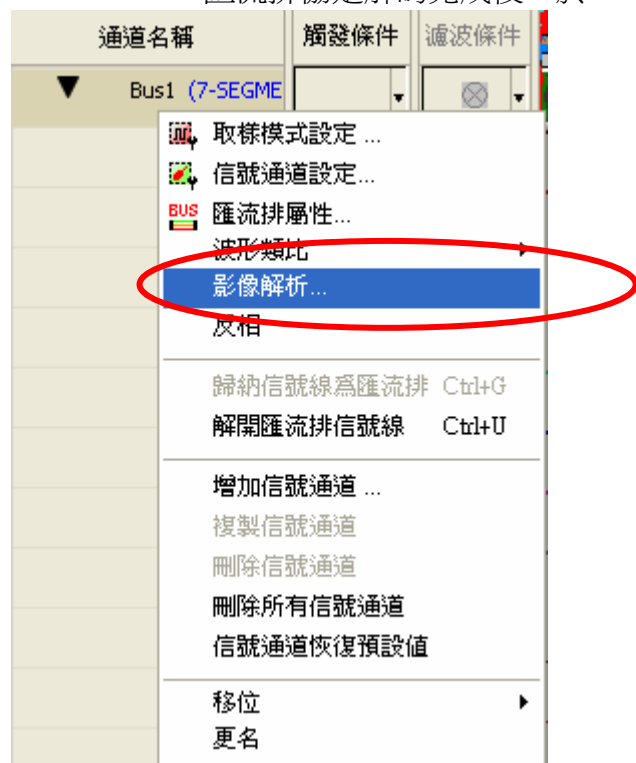 通道名稱 觸發條件 濾波條件
Bus1 (7-SEGME
取樣模式設定 ...
信號通道設定...
BUS 匯流排屬性...
波形類比
影像解析...
反相
歸納信號線為匯流排 Ctrl+G
解開匯流排信號線 Ctrl+U
增加信號通道 ...
複製信號通道
刪除信號通道
刪除所有信號通道
信號通道恢復預設值
移位
更名